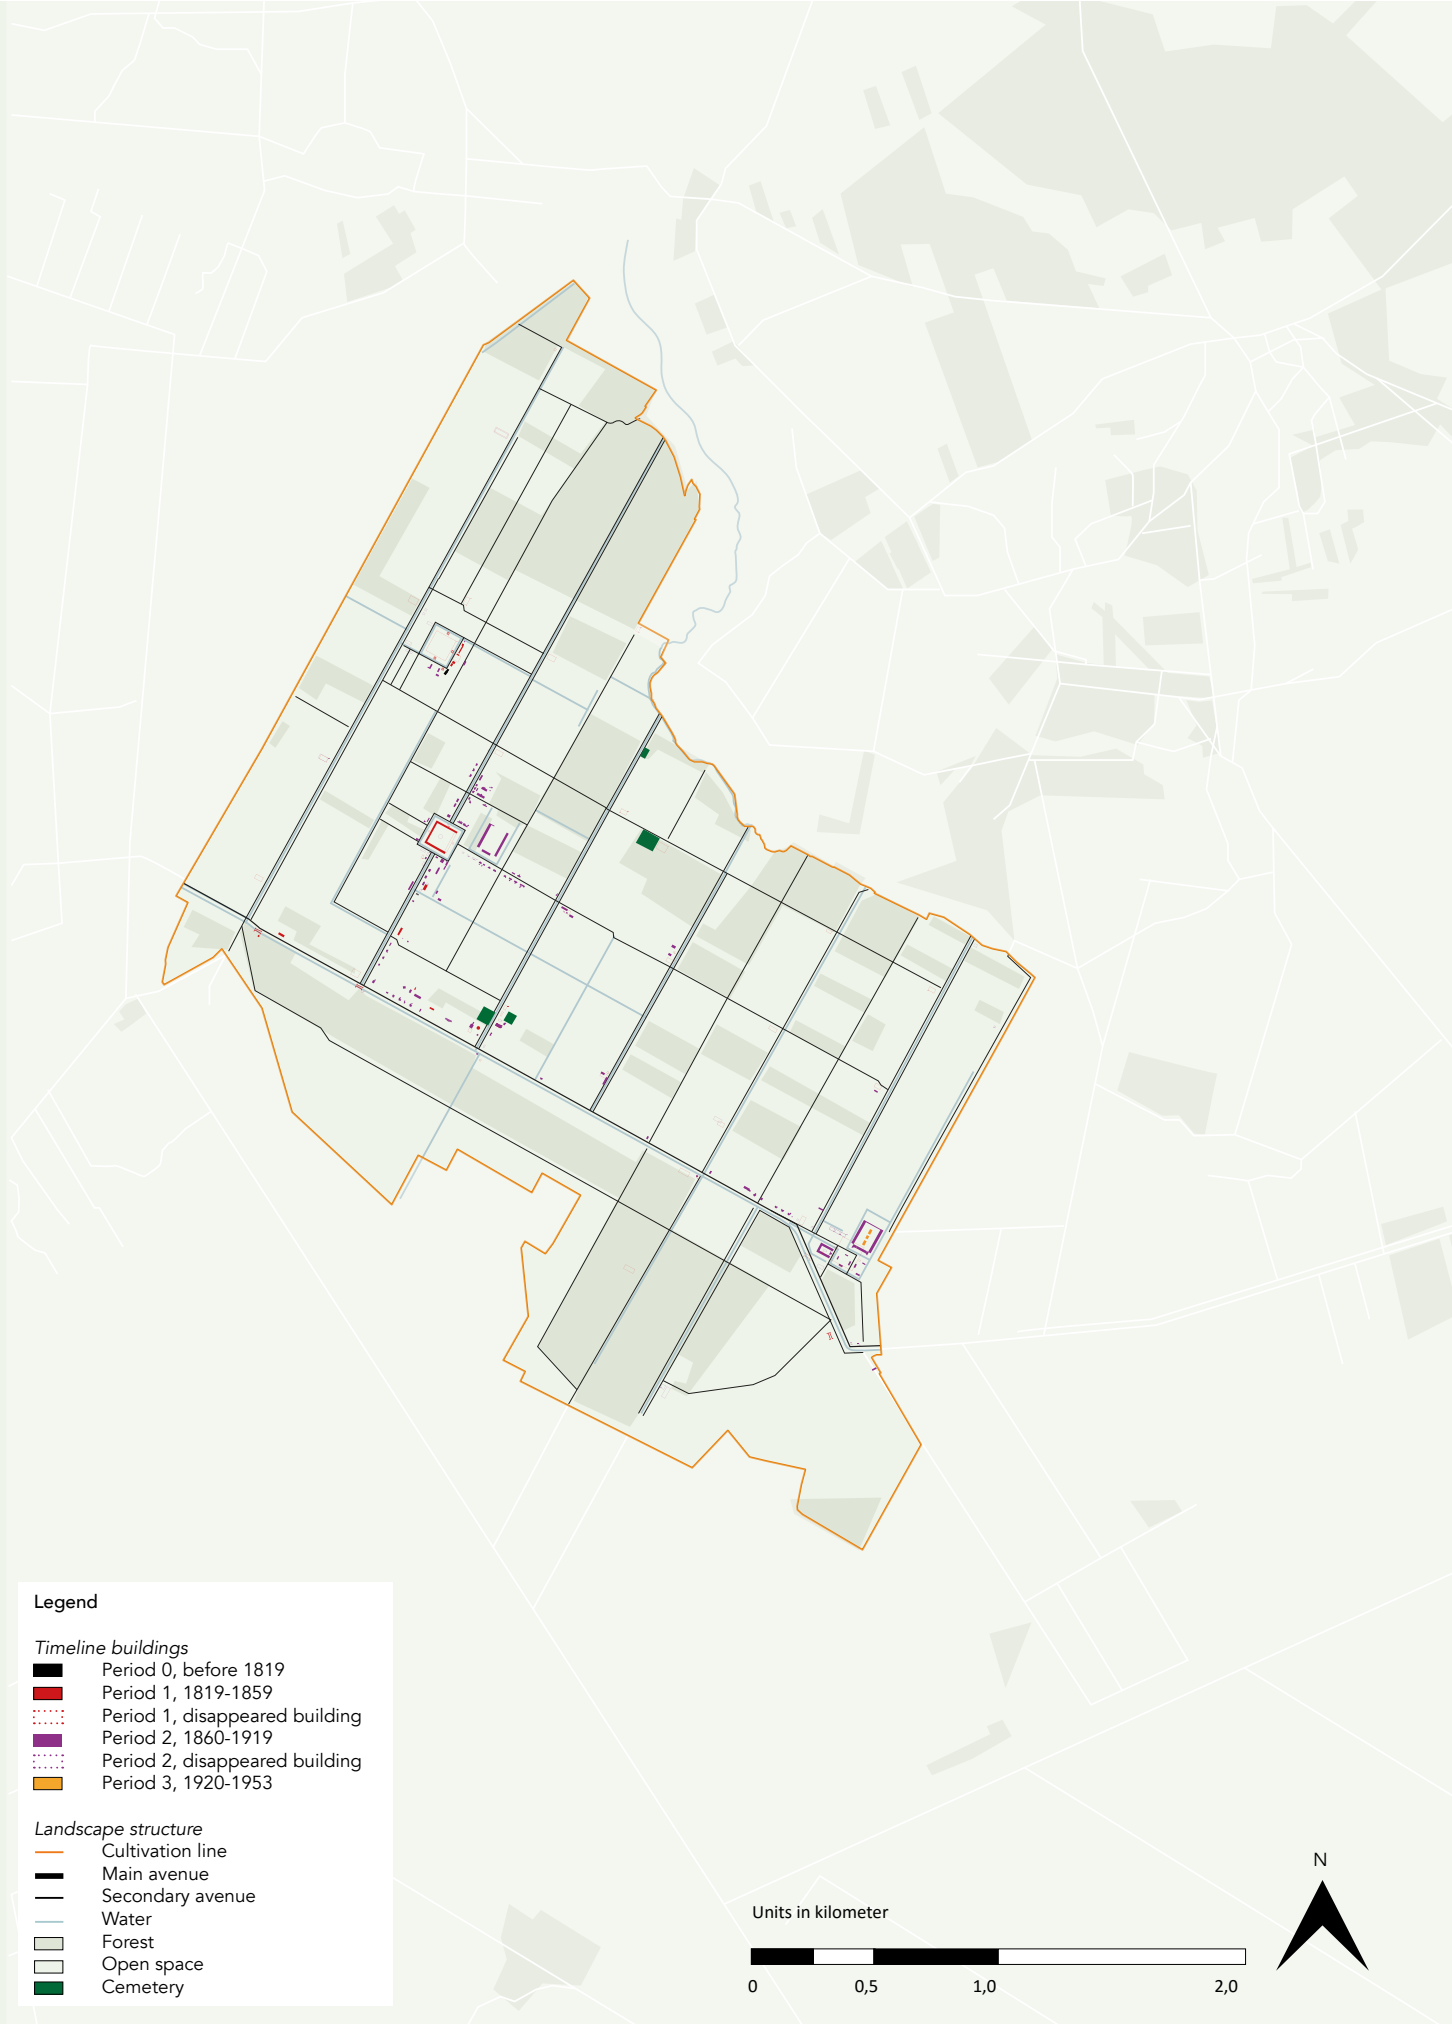 Legend
Timeline buildings
Period 0, before 1819
Period 1, 1819-1859
Period 1, disappeared building
Period 2, 1860-1919
Period 2, disappeared building
Period 3, 1920-1953
Landscape structure
Cultivation line
Main avenue
Secondary avenue
Water
Forest
Open space
Cemetery
Units in kilometer
0 0,5 1,0 2,0
N